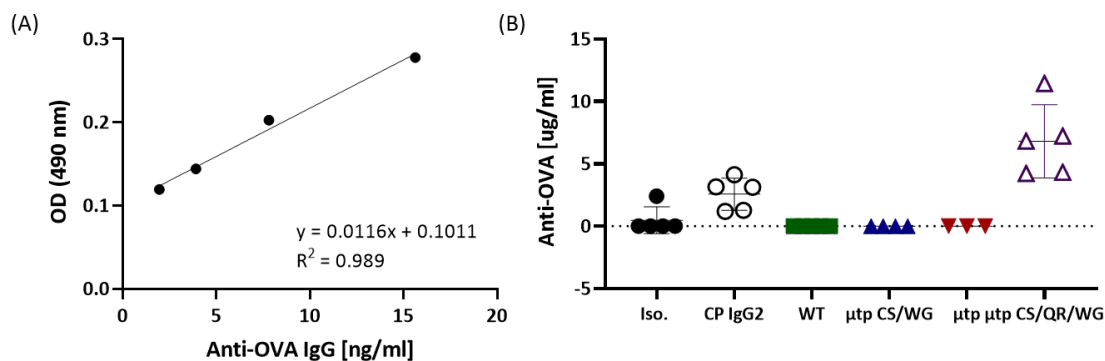 (A)
0.3
0.2
0.1
0.0
OD (490 nm)
y = 0.0116x + 0.1011
R² = 0.989
0 5 10 15 20
Anti-OVA IgG [ng/ml]
(B)
15
10
5
0
-5
Anti-OVA [ug/ml]
Iso. CP IgG2 WT µtp CS/WG µtp µtp CS/QR/WG